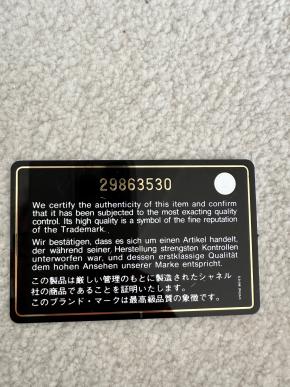 29863530
We certify the authenticity of this item and confirm
that it has been subjected to the most exacting quality
control. Its high quality is a symbol of the fine reputation
of the Trademark.
Wir bestätigen, dass es sich um einen Artikel handelt,
der während seiner, Herstellung strengsten Kontrollen
unterworfen war, und dessen erstklassige Qualität
dem hohen Ansehen unserer Marke entspricht.
この製品は厳しい管理のもとに製造されたシャネル
社の商品であることを証明いたします。
このブランド・マークは最高級品質の象徴です。